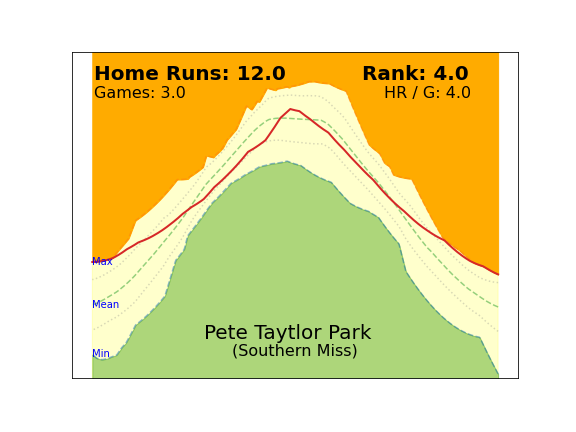 Home Runs: 12.0
Rank: 4.0
Games: 3.0
HR / G: 4.0
Max
Mean
Min
Pete Taytlor Park
(Southern Miss)